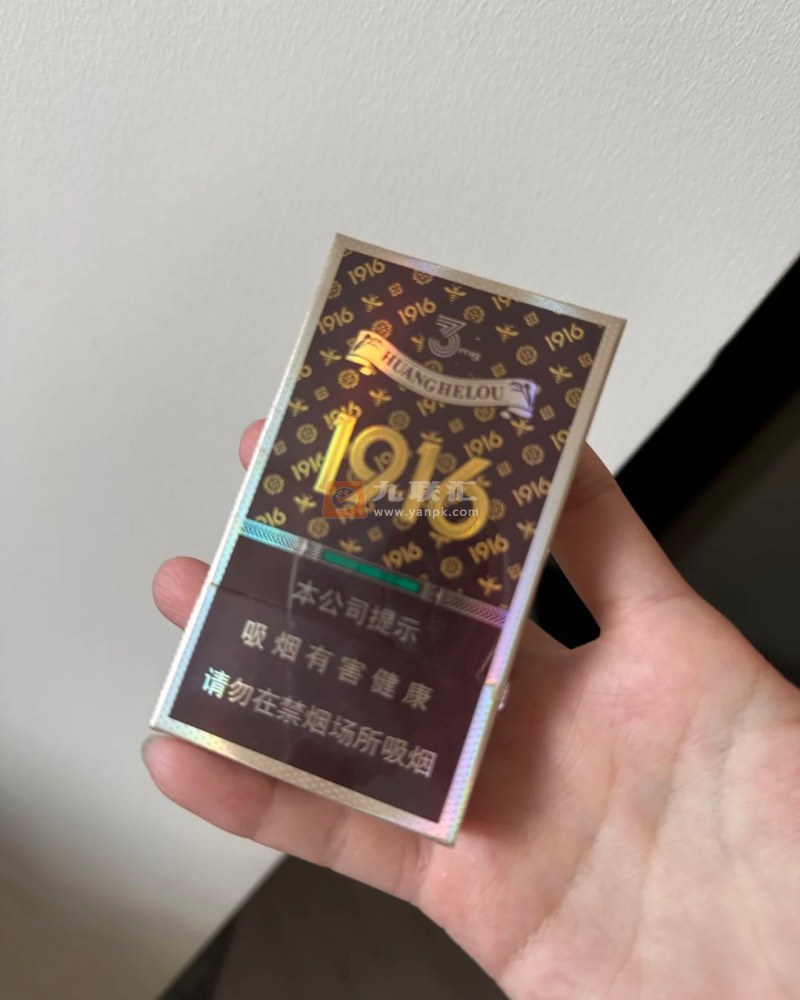 3mg
HUANGHELOU
1916
九联汇
www.yanpk.com
本公司提示
吸烟有害健康
请勿在禁烟场所吸烟